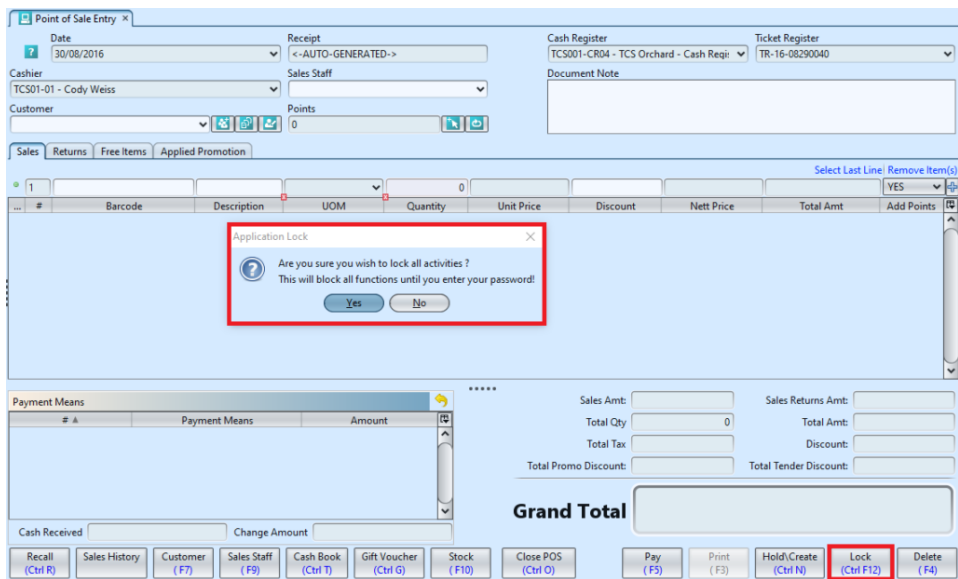 Point of Sale Entry ×
Date Receipt Cash Register Ticket Register
? 30/08/2016 <-AUTO-GENERATED-> TCS001-CR04 - TCS Orchard - Cash Regi: TR-16-08290040
Cashier Sales Staff Document Note
TCS01-01 - Cody Weiss
Customer Points
0
Sales Returns Free Items Applied Promotion
Select Last Line| Remove Item(s)
1 0 YES
... # Barcode Description UOM Quantity Unit Price Discount Nett Price Total Amt Add Points
Application Lock
Are you sure you wish to lock all activities ?
This will block all functions until you enter your password!
Yes No
Payment Means
# Payment Means Amount
Sales Amt: Sales Returns Amt:
Total Qty 0 Total Amt:
Total Tax Discount:
Total Promo Discount: Total Tender Discount:
Grand Total
Cash Received Change Amount
Recall Sales History Customer Sales Staff Cash Book Gift Voucher Stock Close POS Pay Print Hold\Create Lock Delete
(Ctrl R) (F7) (F9) (Ctrl T) (Ctrl G) (F10) (Ctrl O) (F5) (F3) (Ctrl N) (Ctrl F12) (F4)